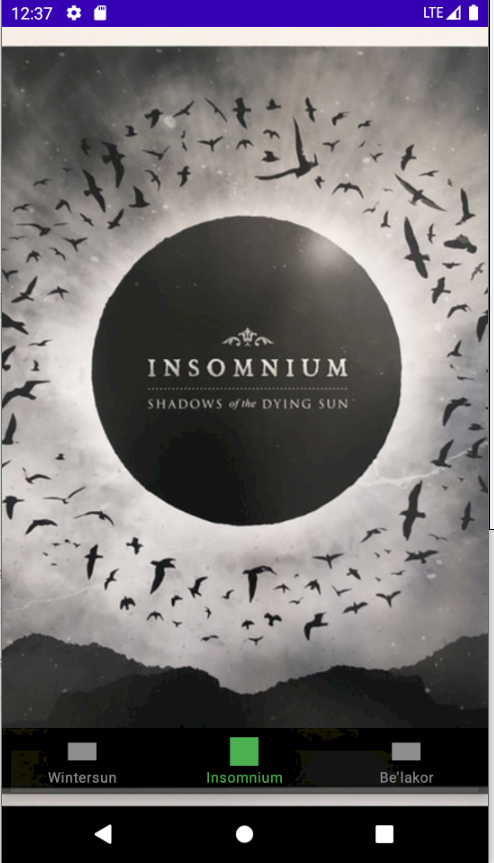 12:37 LTE
INSOMNIUM
SHADOWS of the DYING SUN
Wintersun Insomnium Be'lakor